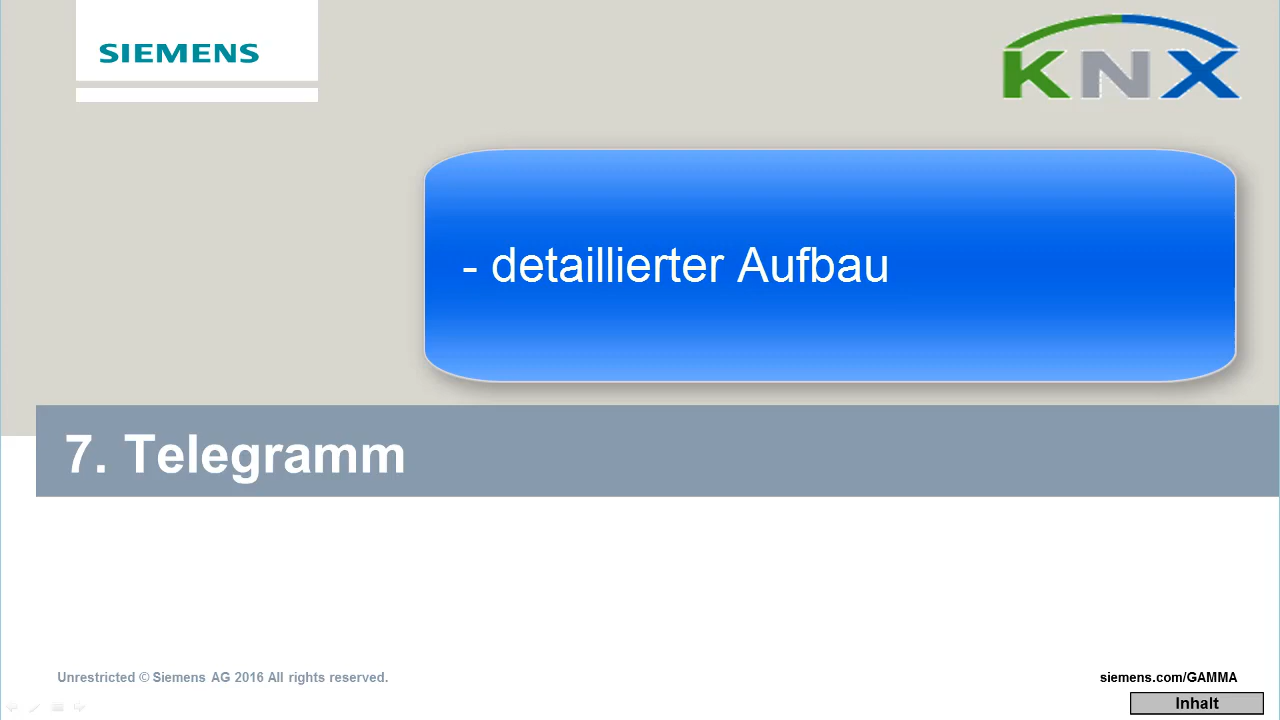 SIEMENS
KNX
- detaillierter Aufbau
7. Telegramm
Unrestricted © Siemens AG 2016 All rights reserved.
siemens.com/GAMMA
Inhalt